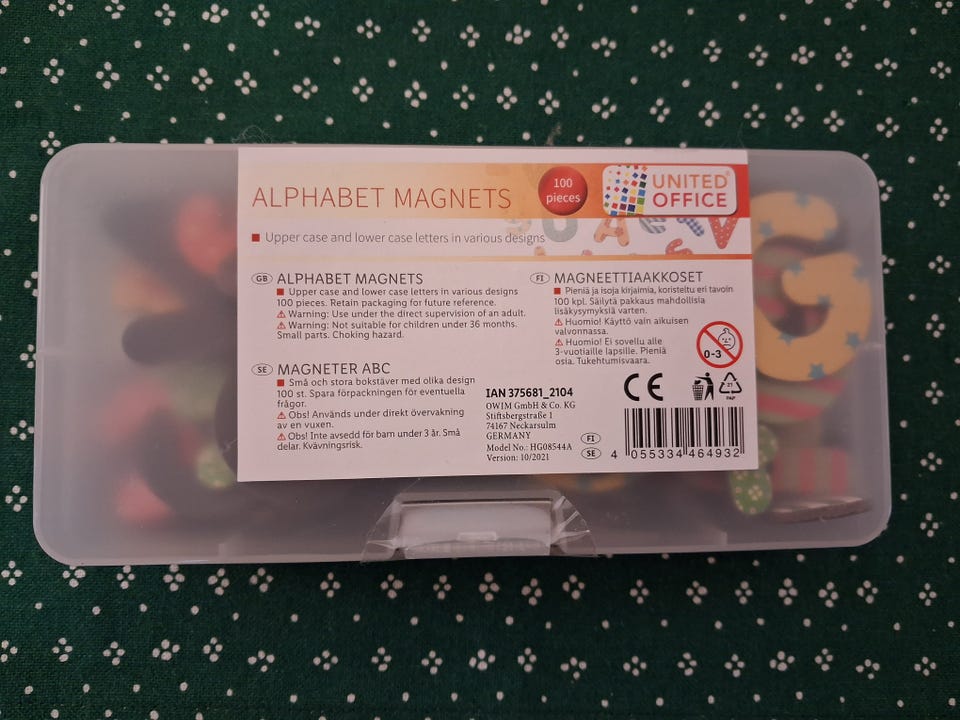 ALPHABET MAGNETS
100
pieces
UNITED
OFFICE®
Upper case and lower case letters in various designs
GB ALPHABET MAGNETS
Upper case and lower case letters in various designs
100 pieces. Retain packaging for future reference.
Warning: Use under the direct supervision of an adult.
Warning: Not suitable for children under 36 months.
Small parts. Choking hazard.
SE MAGNETER ABC
Små och stora bokstäver med olika design
100 st. Spara förpackningen för eventuella
frågor.
Obs! Används under direkt övervakning
av en vuxen.
Obs! Inte avsedd för barn under 3 år. Små
delar. Kvävningsrisk.
FI MAGNEETTIAAKKOSET
Pieniä ja isoja kirjaimia, koristeltu eri tavoin
100 kpl. Säilytä pakkaus mahdollisia
lisäkysymyksiä varten.
Huomio! Käyttö vain aikuisen
valvonnassa.
Huomio! Ei sovellu alle
3-vuotiaille lapsille. Pieniä
osia. Tukehtumisvaara.
0-3
IAN 375681_2104
OWIM GmbH & Co. KG
Stiftsbergstraße 1
74167 Neckarsulm
GERMANY
Model No.: HG08544A
Version: 10/2021
FI
SE
CE
21
PAP
4 055334 464932
G